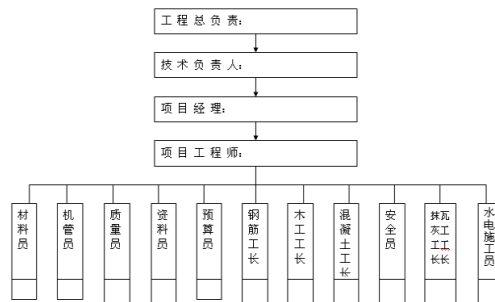 工程总负责：
技术负责人：
项目经理：
项目工程师：
材料员
机管员
质量员
资料员
预算员
钢筋工长
木工工长
混凝土工长
安全员
瓦工工长
抹灰工长
水电施工员